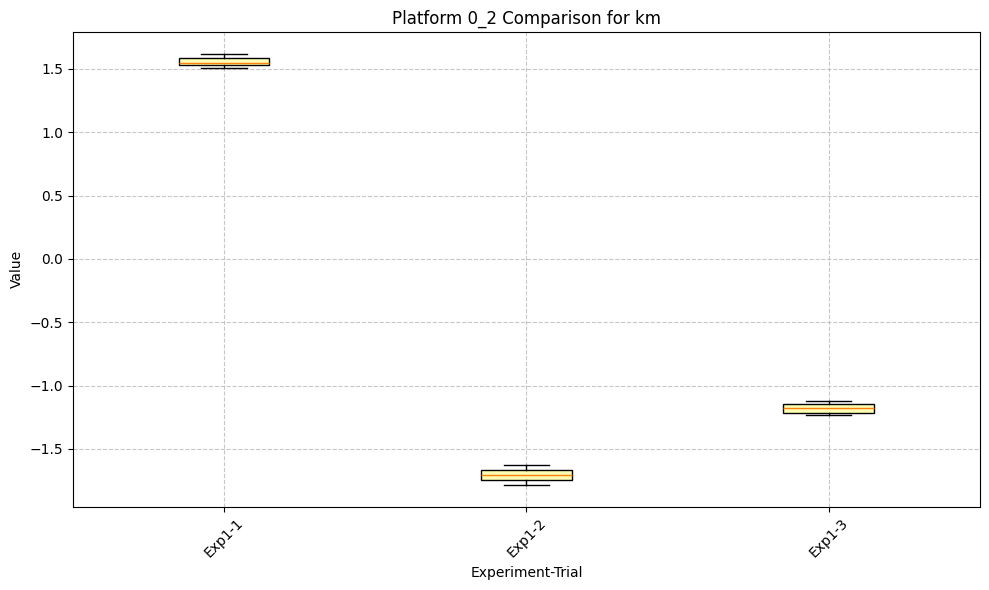 Platform 0_2 Comparison for km
Value
1.5
1.0
0.5
0.0
−0.5
−1.0
−1.5
Exp1-1
Exp1-2
Exp1-3
Experiment-Trial